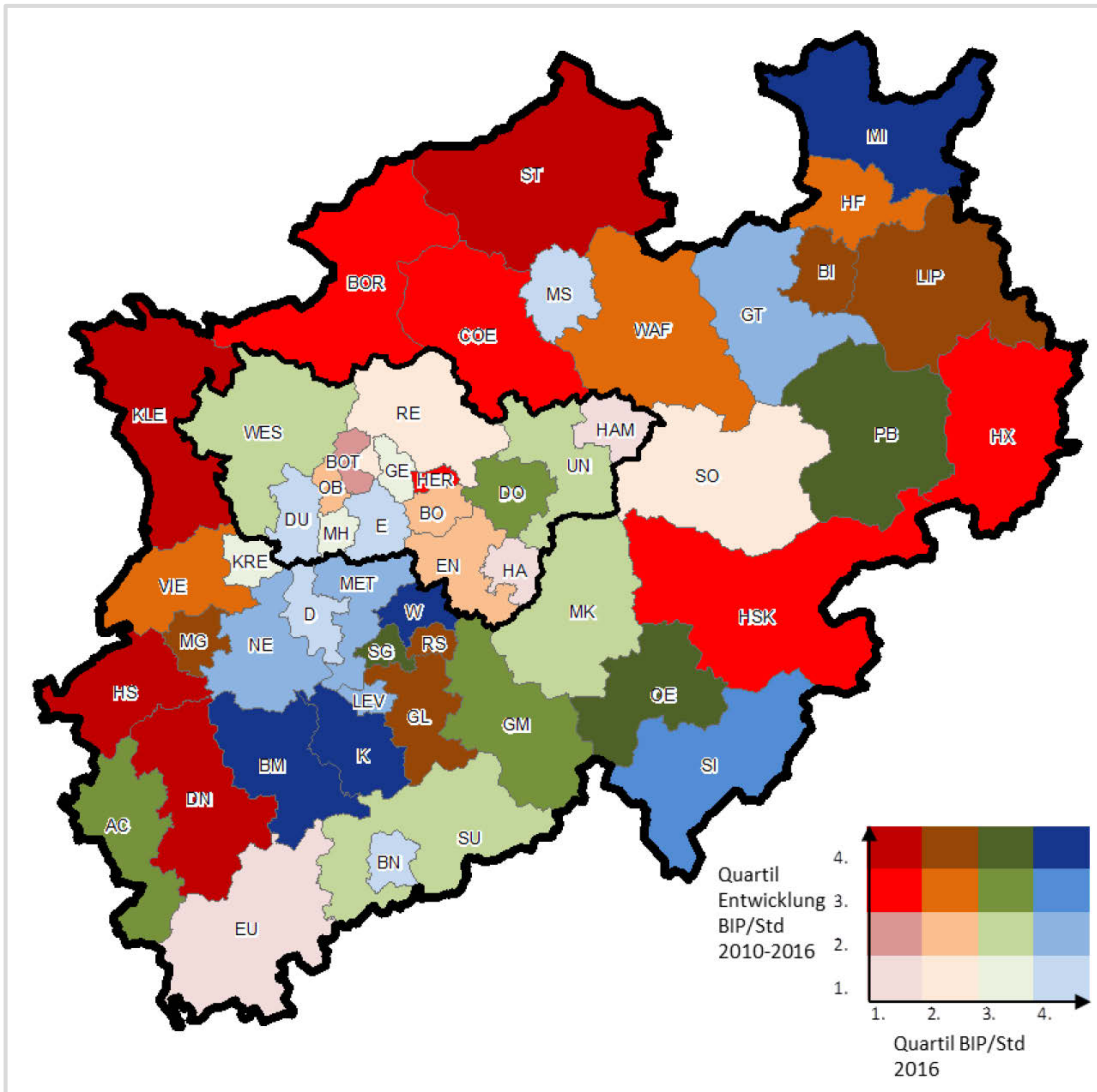 MI
ST
HF
BI
LIP
BOR
MS
GT
COE
WAF
KLE
RE
HAM
WES
PB
HX
UN
BOT
GE
HER
SO
OB
DO
DU
E
BO
MH
KRE
EN
HA
VIE
MET
D
W
MK
HSK
MG
NE
SG
RS
HS
LEV
GL
OE
GM
BM
K
SI
DN
AC
SU
BN
EU
Quartil
Entwicklung
BIP/Std
2010-2016
4.
3.
2.
1.
1. 2. 3. 4.
Quartil BIP/Std
2016